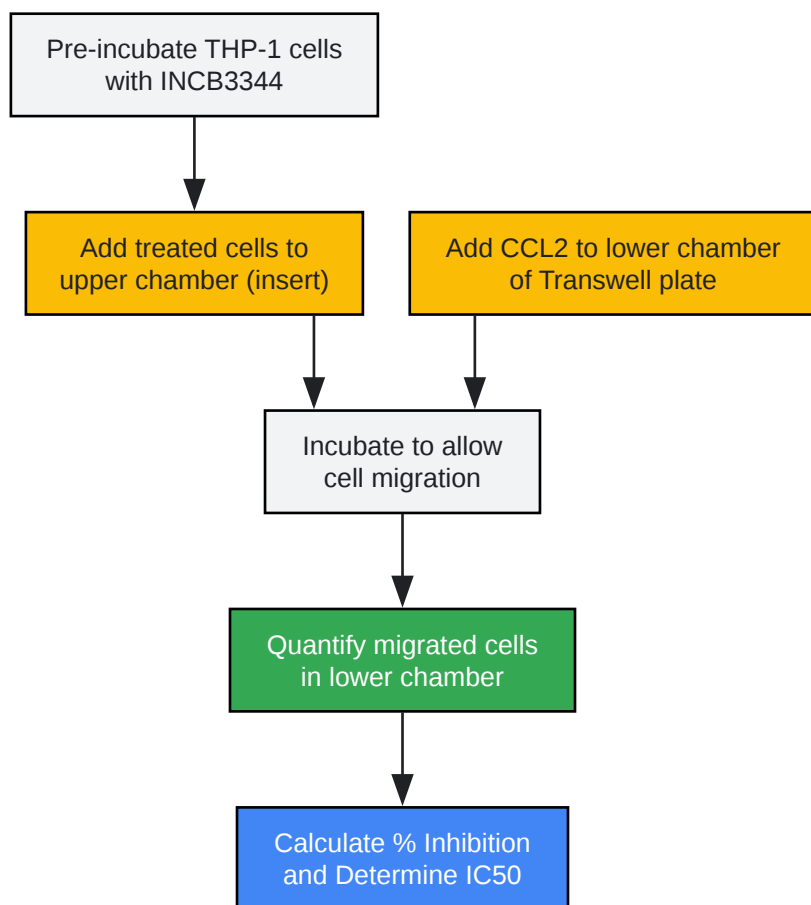 Pre-incubate THP-1 cells
with INCB3344
Add treated cells to
upper chamber (insert)
Add CCL2 to lower chamber
of Transwell plate
Incubate to allow
cell migration
Quantify migrated cells
in lower chamber
Calculate % Inhibition
and Determine IC50